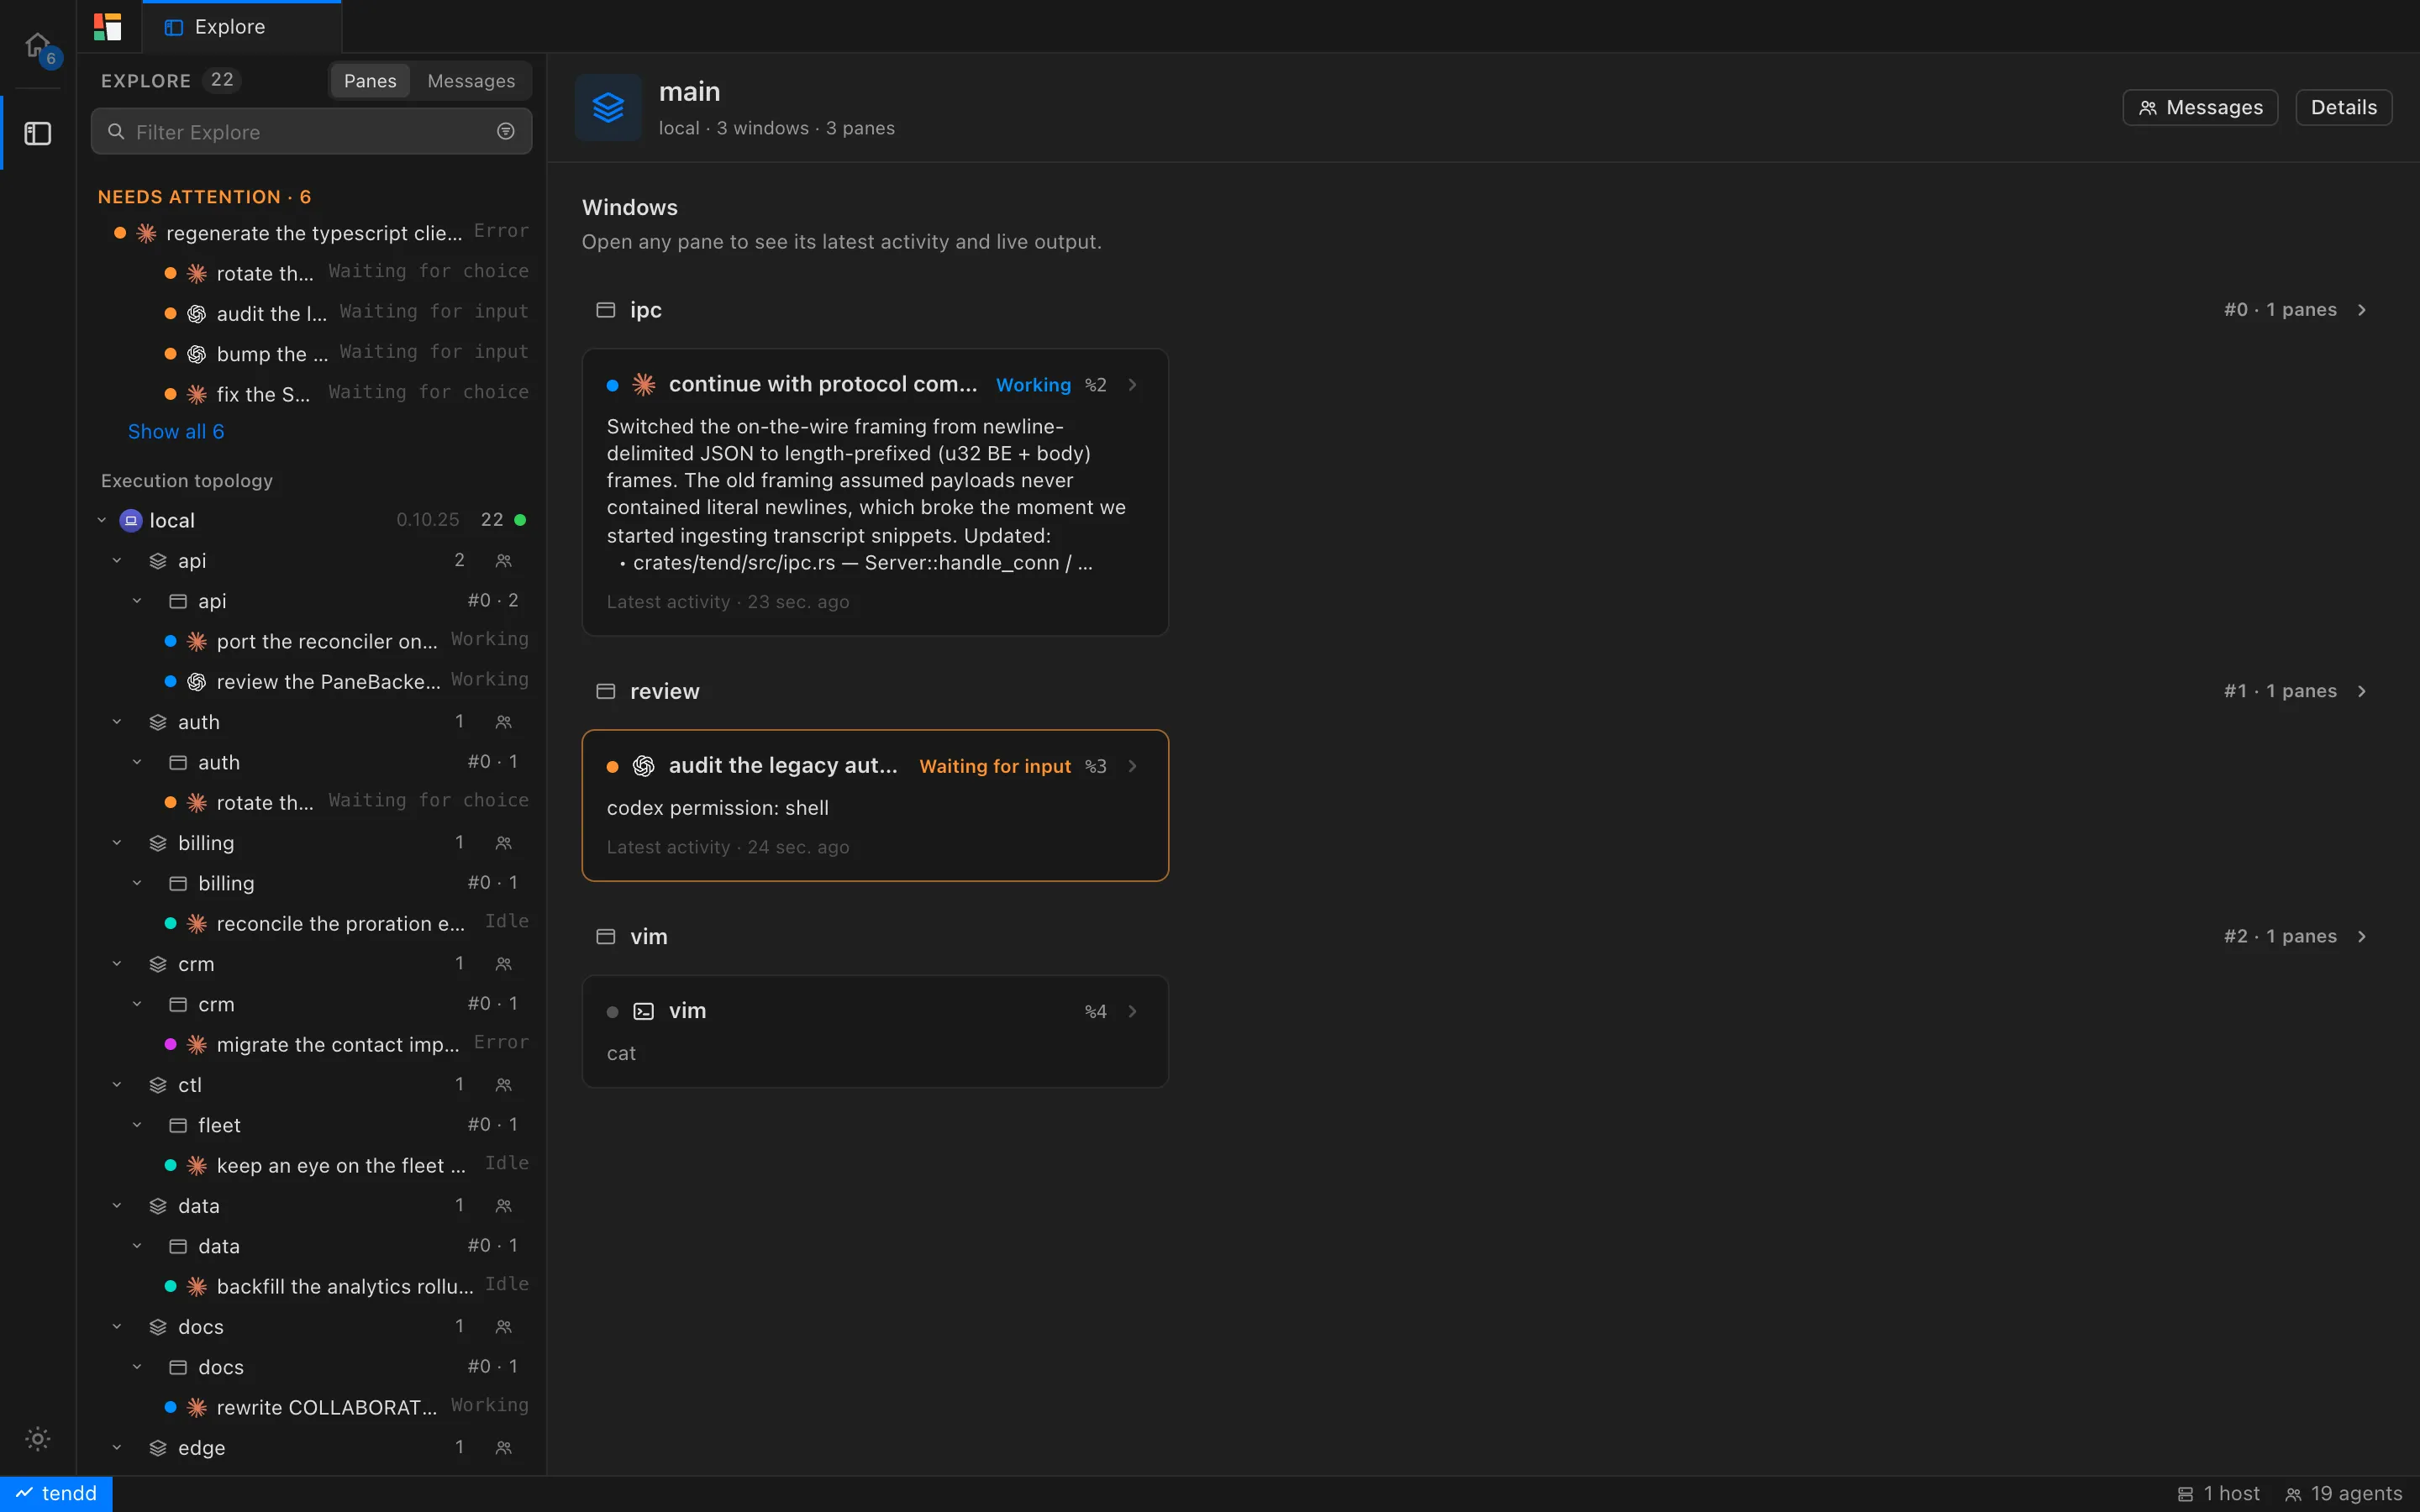 6
Explore
EXPLORE 22
Panes Messages
Filter Explore
NEEDS ATTENTION · 6
regenerate the typescript clie... Error
rotate th... Waiting for choice
audit the l... Waiting for input
bump the ... Waiting for input
fix the S... Waiting for choice
Show all 6
Execution topology
local 0.10.25 22
api 2
api #0 · 2
port the reconciler on... Working
review the PaneBacke... Working
auth 1
auth #0 · 1
rotate th... Waiting for choice
billing 1
billing #0 · 1
reconcile the proration e... Idle
crm 1
crm #0 · 1
migrate the contact imp... Error
ctl 1
fleet #0 · 1
keep an eye on the fleet ... Idle
data 1
data #0 · 1
backfill the analytics rollu... Idle
docs 1
docs #0 · 1
rewrite COLLABORAT... Working
edge 1
main
local · 3 windows · 3 panes
Messages
Details
Windows
Open any pane to see its latest activity and live output.
ipc #0 · 1 panes
continue with protocol com... Working %2
Switched the on-the-wire framing from newline-
delimited JSON to length-prefixed (u32 BE + body)
frames. The old framing assumed payloads never
contained literal newlines, which broke the moment we
started ingesting transcript snippets. Updated:
• crates/tend/src/ipc.rs — Server::handle_conn / ...
Latest activity · 23 sec. ago
review #1 · 1 panes
audit the legacy aut... Waiting for input %3
codex permission: shell
Latest activity · 24 sec. ago
vim #2 · 1 panes
vim %4
cat
tendd
1 host 19 agents